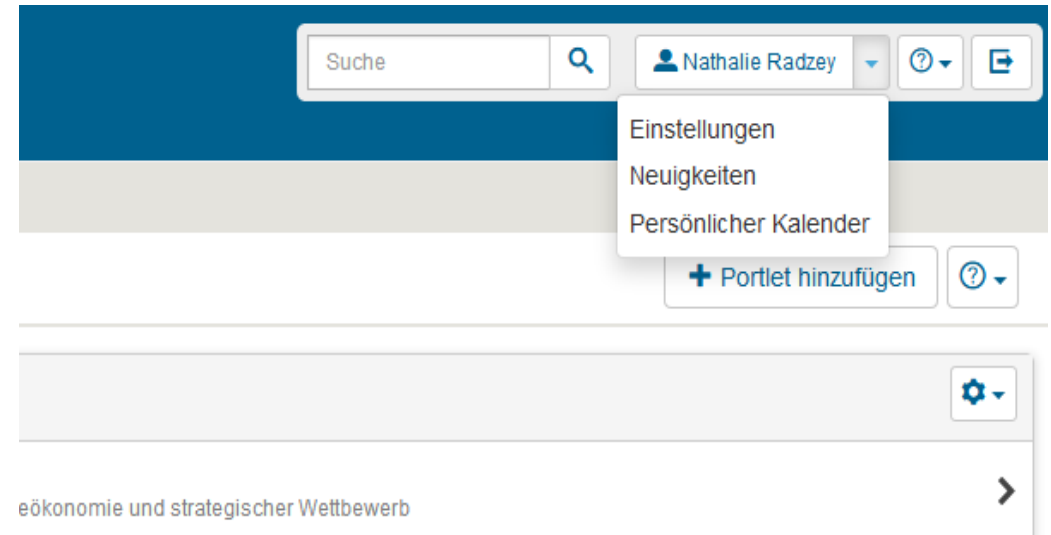 Suche
Nathalie Radzey
Einstellungen
Neuigkeiten
Persönlicher Kalender
Portlet hinzufügen
eökonomie und strategischer Wettbewerb